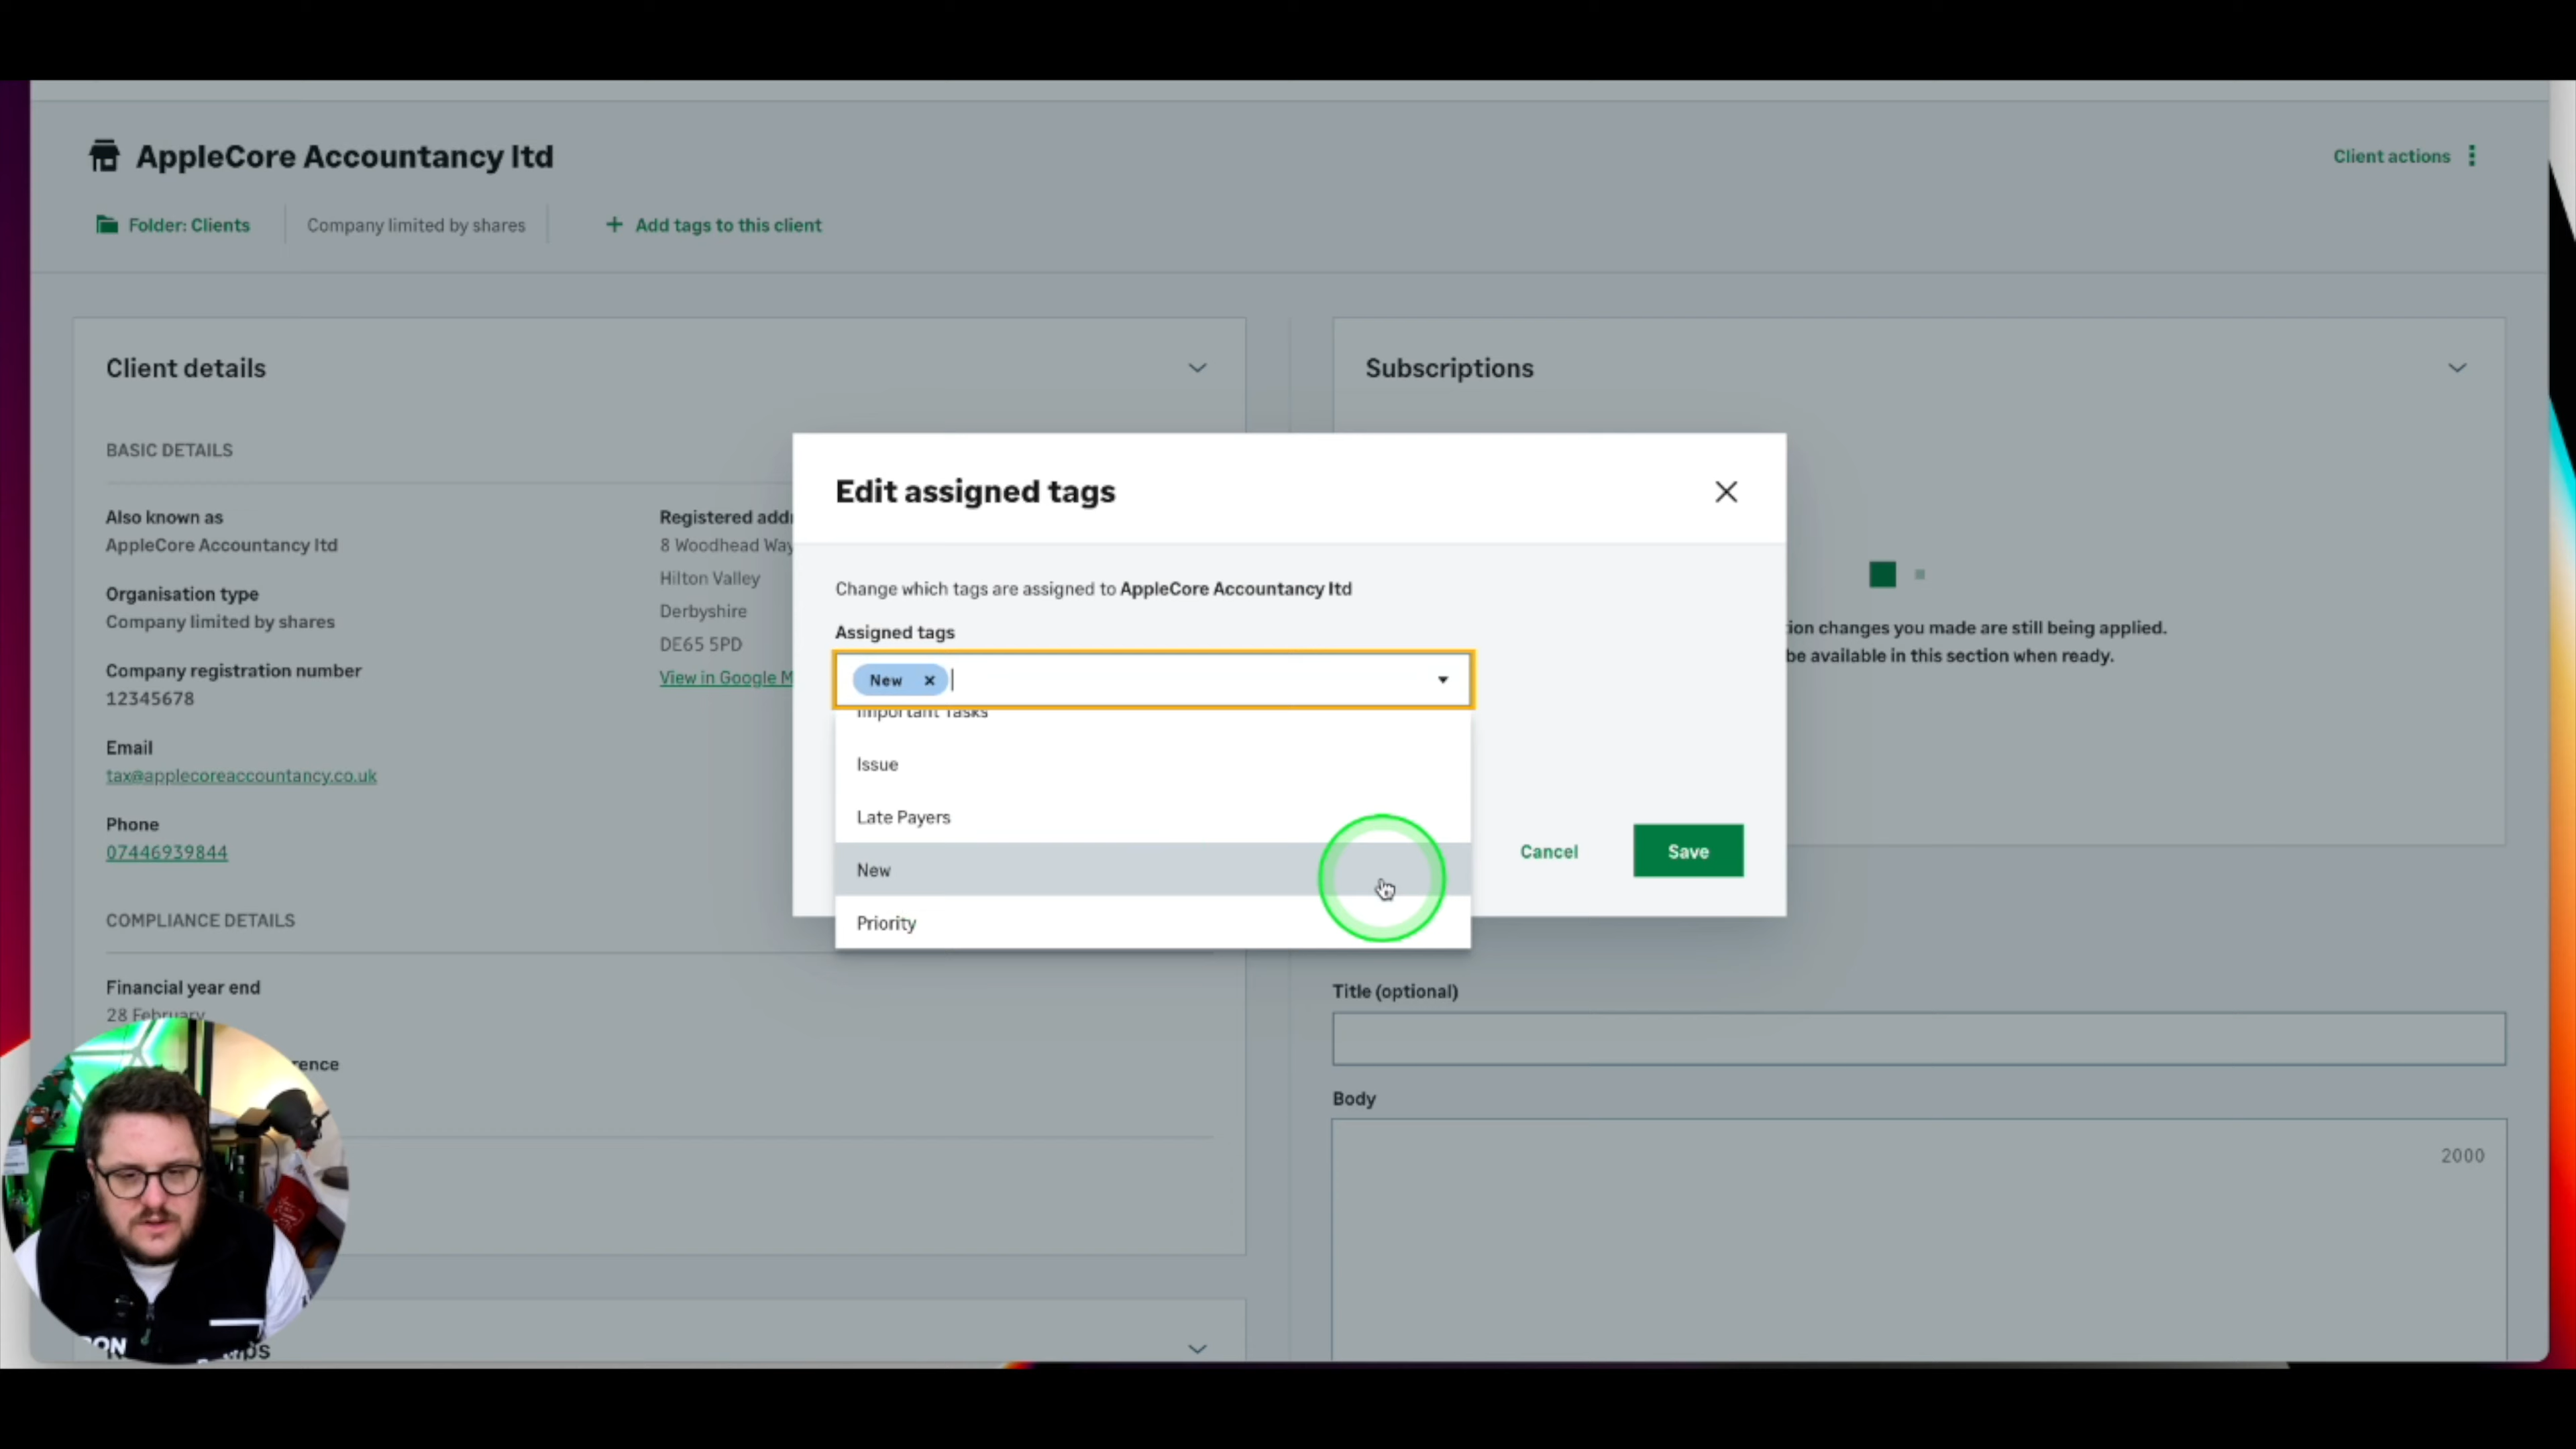 AppleCore Accountancy ltd
Client actions
Folder: Clients
Company limited by shares
+ Add tags to this client
Client details
Subscriptions
BASIC DETAILS
Also known as
AppleCore Accountancy ltd
Organisation type
Company limited by shares
Company registration number
12345678
Email
tax@applecoreaccountancy.co.uk
Phone
07446939844
Registered addr
8 Woodhead Way
Hilton Valley
Derbyshire
DE65 5PD
View in Google M
COMPLIANCE DETAILS
Financial year end
28 February
rence
Edit assigned tags
Change which tags are assigned to AppleCore Accountancy ltd
Assigned tags
New
Important Tasks
Issue
Late Payers
New
Priority
Cancel
Save
ion changes you made are still being applied.
be available in this section when ready.
Title (optional)
Body
2000